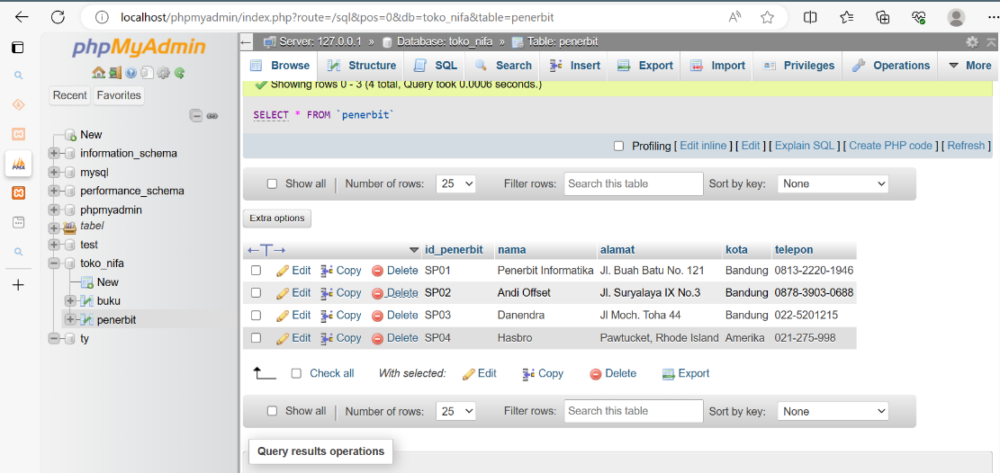 localhost/phpmyadmin/index.php?route=/sql&pos=0&db=toko_nifa&table=penerbit
phpMyAdmin
Recent Favorites
New
information_schema
mysql
performance_schema
phpmyadmin
tabel
test
toko_nifa
New
buku
penerbit
ty
Server: 127.0.0.1 » Database: toko_nifa » Table: penerbit
Browse Structure SQL Search Insert Export Import Privileges Operations More
Showing rows 0 - 3 (4 total, Query took 0.0006 seconds.)
SELECT * FROM `penerbit`
Profiling [ Edit inline ] [ Edit ] [ Explain SQL ] [ Create PHP code ] [ Refresh ]
Show all Number of rows: 25 Filter rows: Search this table Sort by key: None
Extra options
←T→ id_penerbit nama alamat kota telepon
Edit Copy Delete SP01 Penerbit Informatika Jl. Buah Batu No. 121 Bandung 0813-2220-1946
Edit Copy Delete SP02 Andi Offset Jl. Suryalaya IX No.3 Bandung 0878-3903-0688
Edit Copy Delete SP03 Danendra Jl Moch. Toha 44 Bandung 022-5201215
Edit Copy Delete SP04 Hasbro Pawtucket, Rhode Island Amerika 021-275-998
Check all With selected: Edit Copy Delete Export
Show all Number of rows: 25 Filter rows: Search this table Sort by key: None
Query results operations